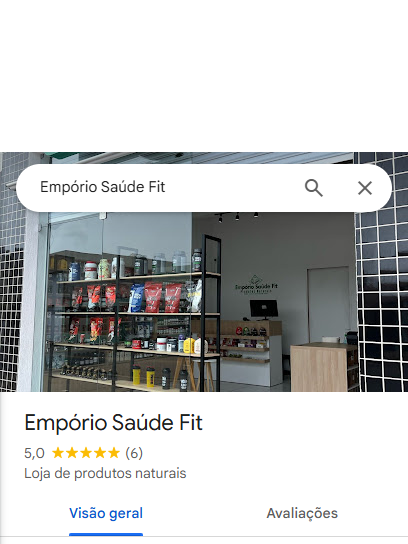 Empório Saúde Fit
Empório Saúde Fit
Empório Saúde Fit
5,0 (6)
Loja de produtos naturais
Visão geral
Avaliações